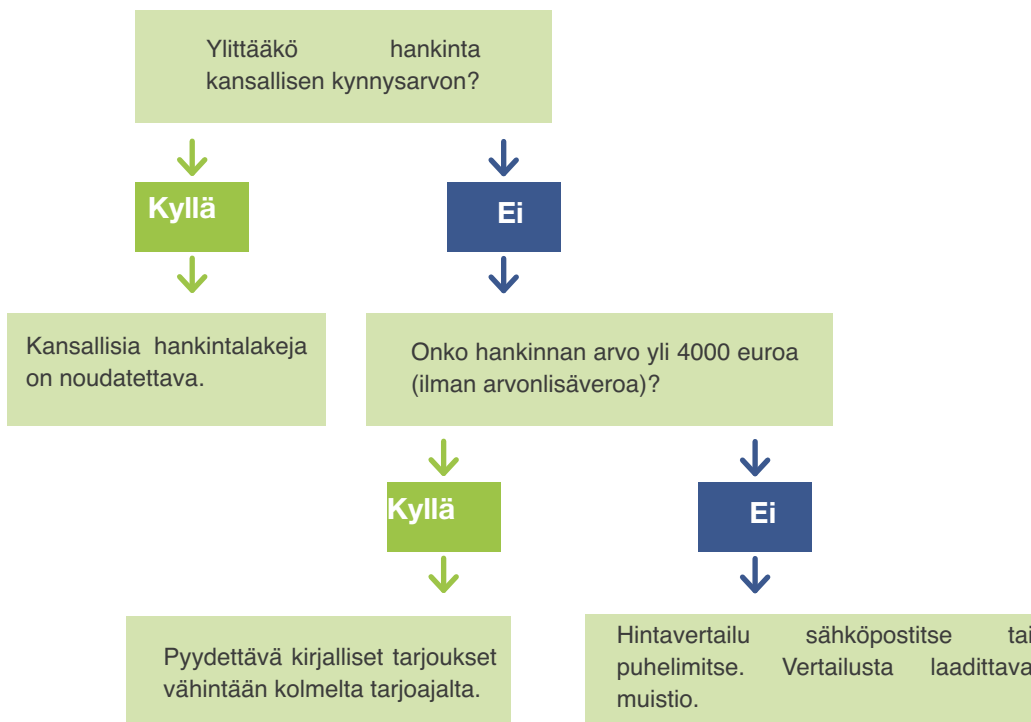 Ylittääkö hankinta
kansallisen kynnysarvon?
Kyllä
Ei
Kansallisia hankintalakeja
on noudatettava.
Onko hankinnan arvo yli 4000 euroa
(ilman arvonlisäveroa)?
Kyllä
Ei
Pyydettävä kirjalliset tarjoukset
vähintään kolmelta tarjoajalta.
Hintavertailu sähköpostitse tai
puhelimitse. Vertailusta laadittava
muistio.